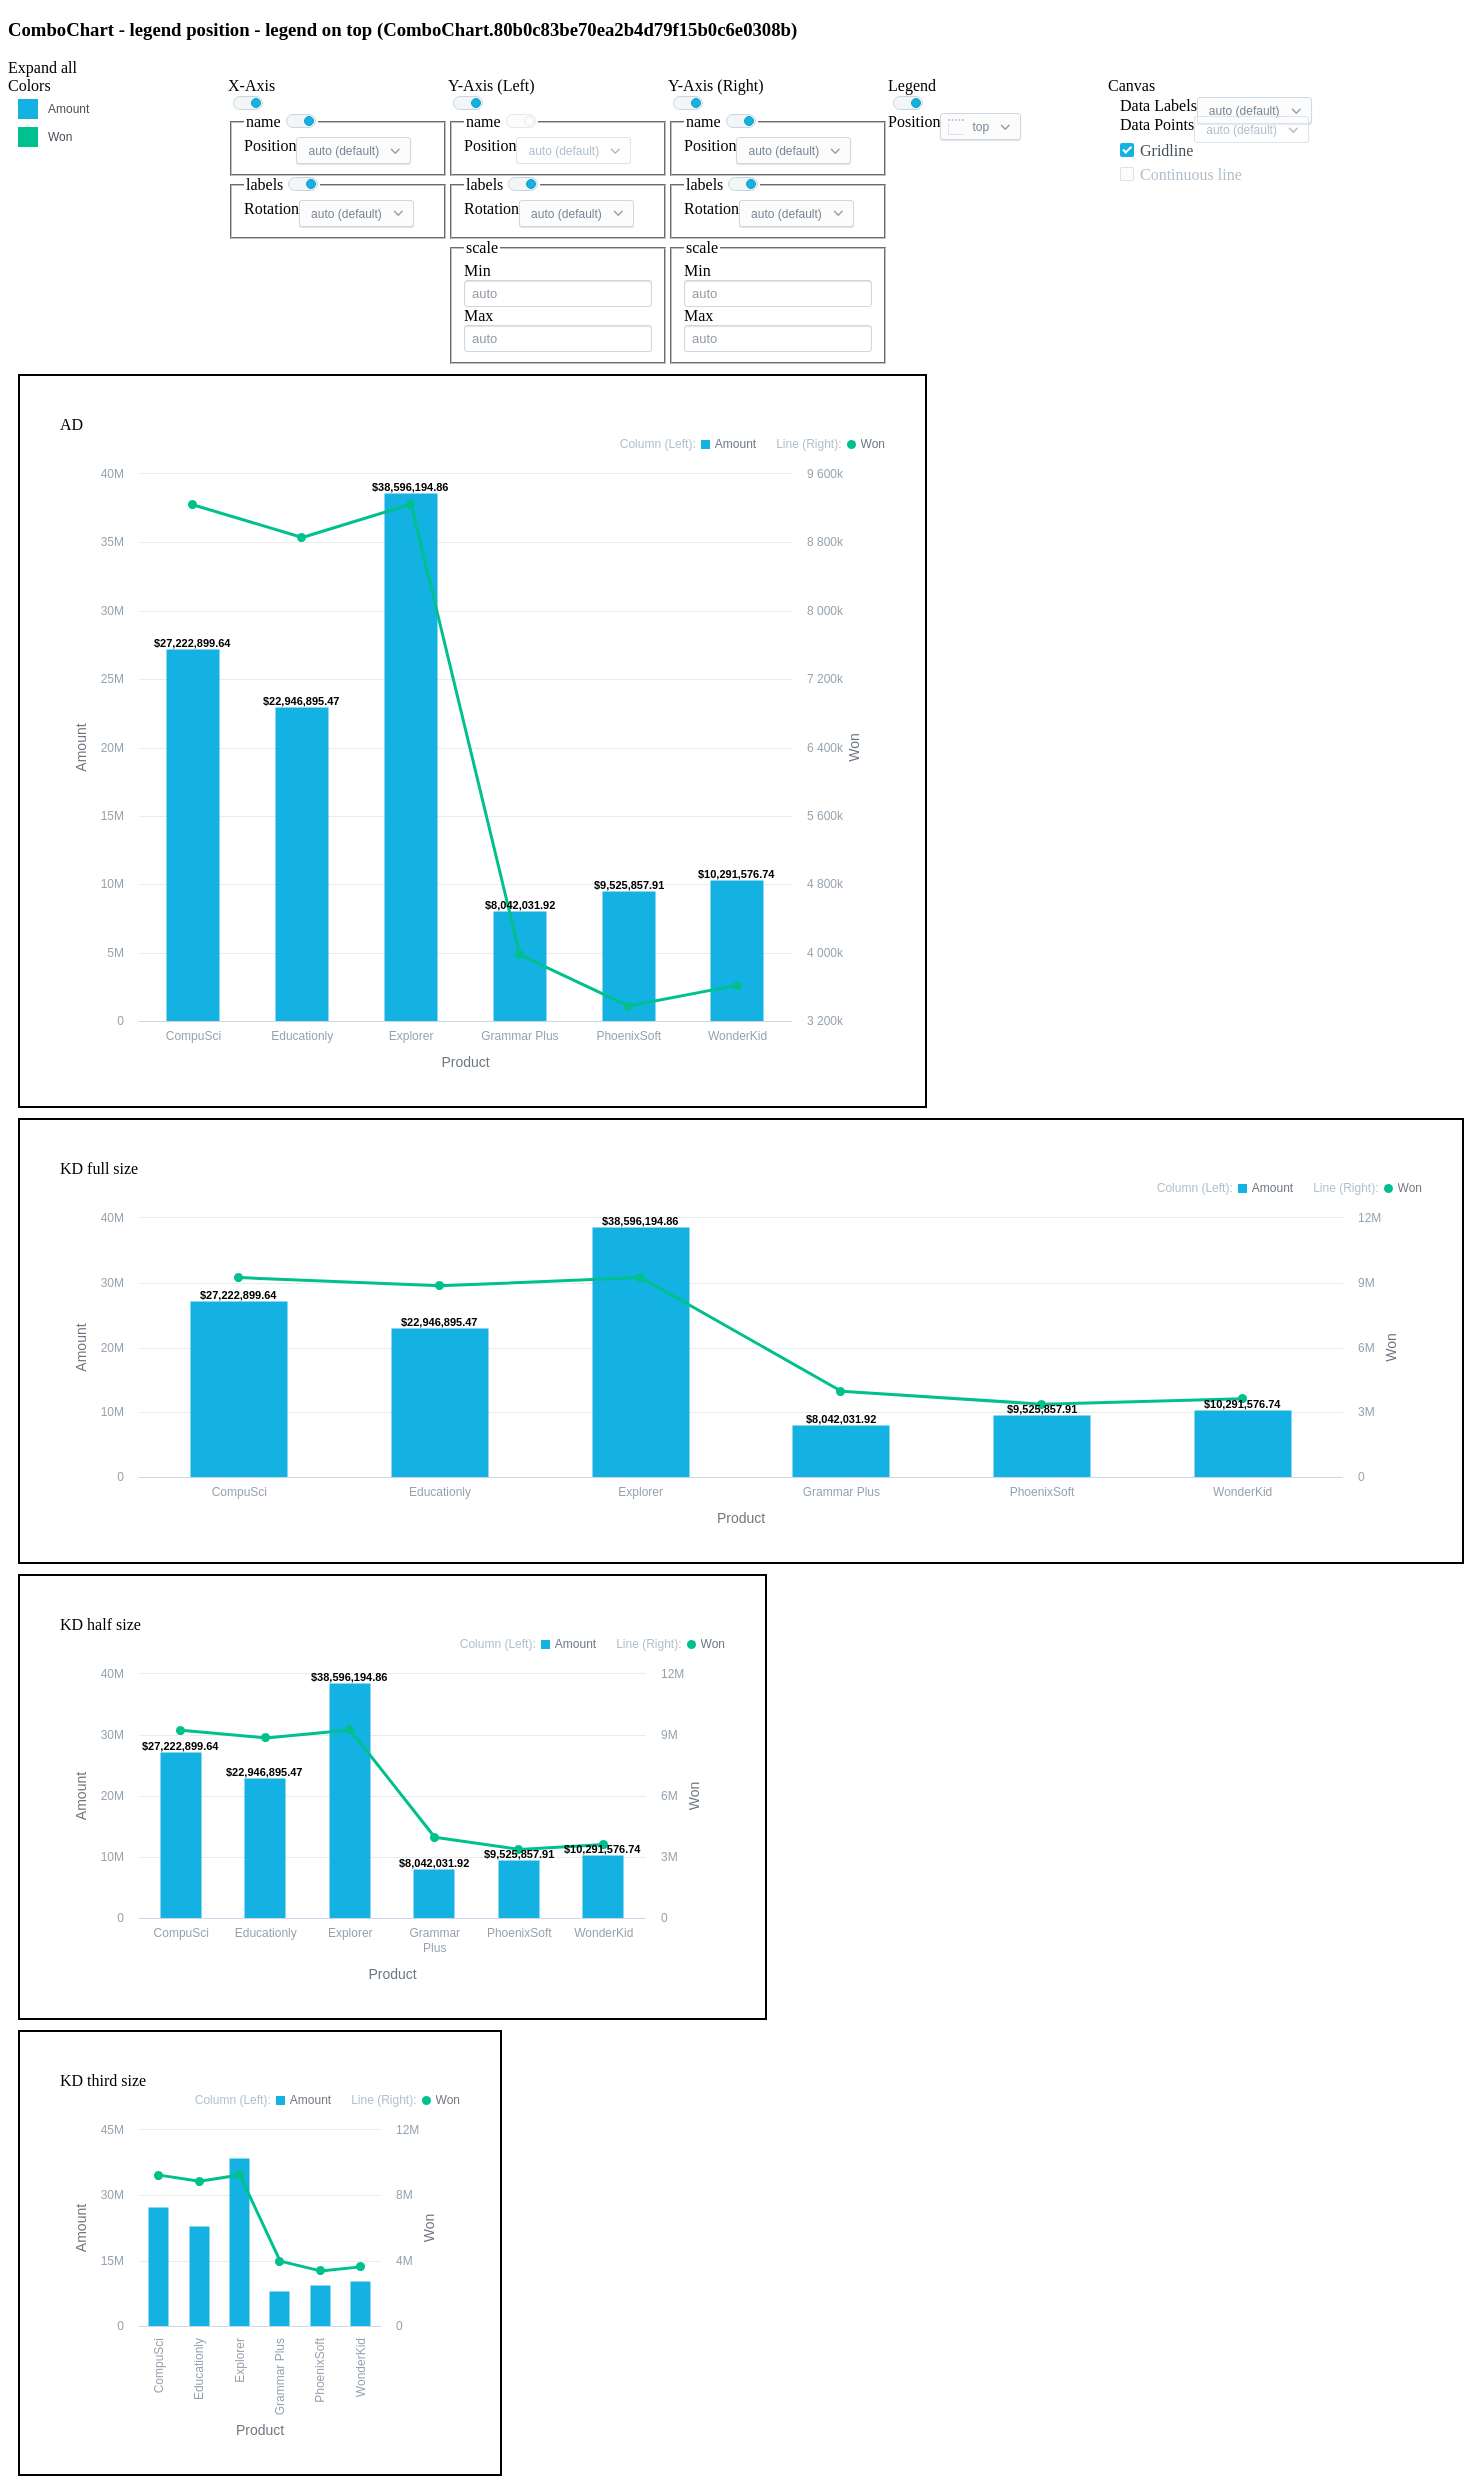 ComboChart - legend position - legend on top (ComboChart.80b0c83be70ea2b4d79f15b0c6e0308b)
Expand all
Colors
Amount
Won
X-Axis
name
Position auto (default)
labels
Rotation auto (default)
Y-Axis (Left)
name
Position auto (default)
labels
Rotation auto (default)
scale
Min
auto
Max
auto
Y-Axis (Right)
name
Position auto (default)
labels
Rotation auto (default)
scale
Min
auto
Max
auto
Legend
Position top
Canvas
Data Labels auto (default)
Data Points auto (default)
Gridline
Continuous line
AD
Column (Left): Amount Line (Right): Won
40M
35M
30M
25M
20M
15M
10M
5M
0
Amount
$27,222,899.64
$22,946,895.47
$38,596,194.86
$8,042,031.92
$9,525,857.91
$10,291,576.74
9 600k
8 800k
8 000k
7 200k
6 400k
5 600k
4 800k
4 000k
3 200k
Won
CompuSci Educationly Explorer Grammar Plus PhoenixSoft WonderKid
Product
KD full size
Column (Left): Amount Line (Right): Won
40M
30M
20M
10M
0
Amount
$27,222,899.64
$22,946,895.47
$38,596,194.86
$8,042,031.92
$9,525,857.91
$10,291,576.74
12M
9M
6M
3M
0
Won
CompuSci Educationly Explorer Grammar Plus PhoenixSoft WonderKid
Product
KD half size
Column (Left): Amount Line (Right): Won
40M
30M
20M
10M
0
Amount
$27,222,899.64
$22,946,895.47
$38,596,194.86
$8,042,031.92
$9,525,857.91
$10,291,576.74
12M
9M
6M
3M
0
Won
CompuSci Educationly Explorer Grammar PhoenixSoft WonderKid
Plus
Product
KD third size
Column (Left): Amount Line (Right): Won
45M
30M
15M
0
Amount
12M
8M
4M
0
Won
CompuSci
Educationly
Explorer
Grammar Plus
PhoenixSoft
WonderKid
Product